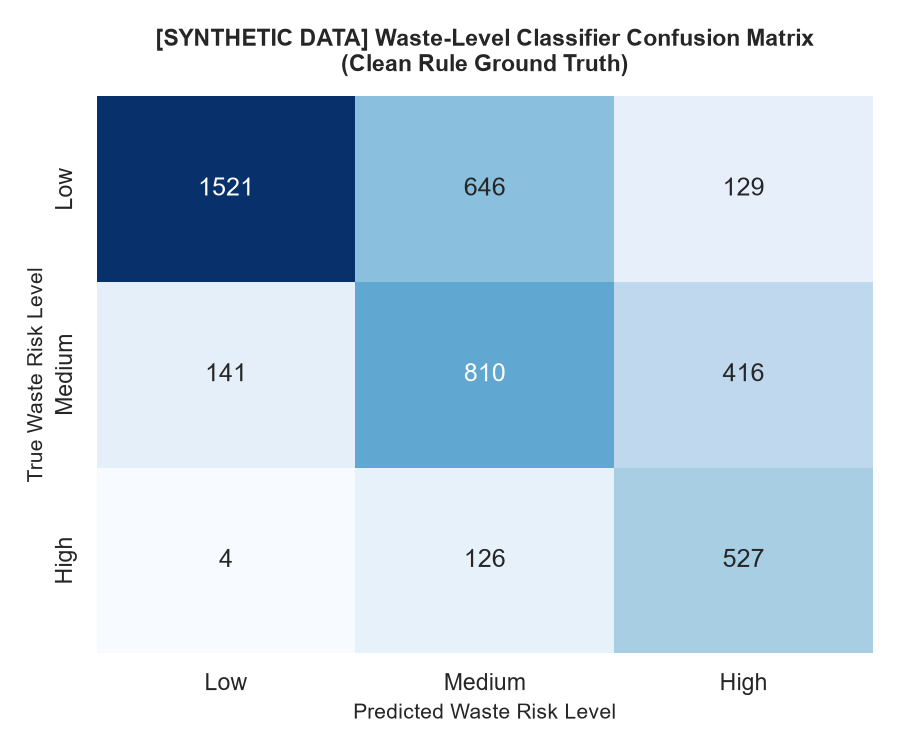 [SYNTHETIC DATA] Waste-Level Classifier Confusion Matrix
(Clean Rule Ground Truth)
True Waste Risk Level
Low
1521
646
129
Medium
141
810
416
High
4
126
527
Low
Medium
High
Predicted Waste Risk Level